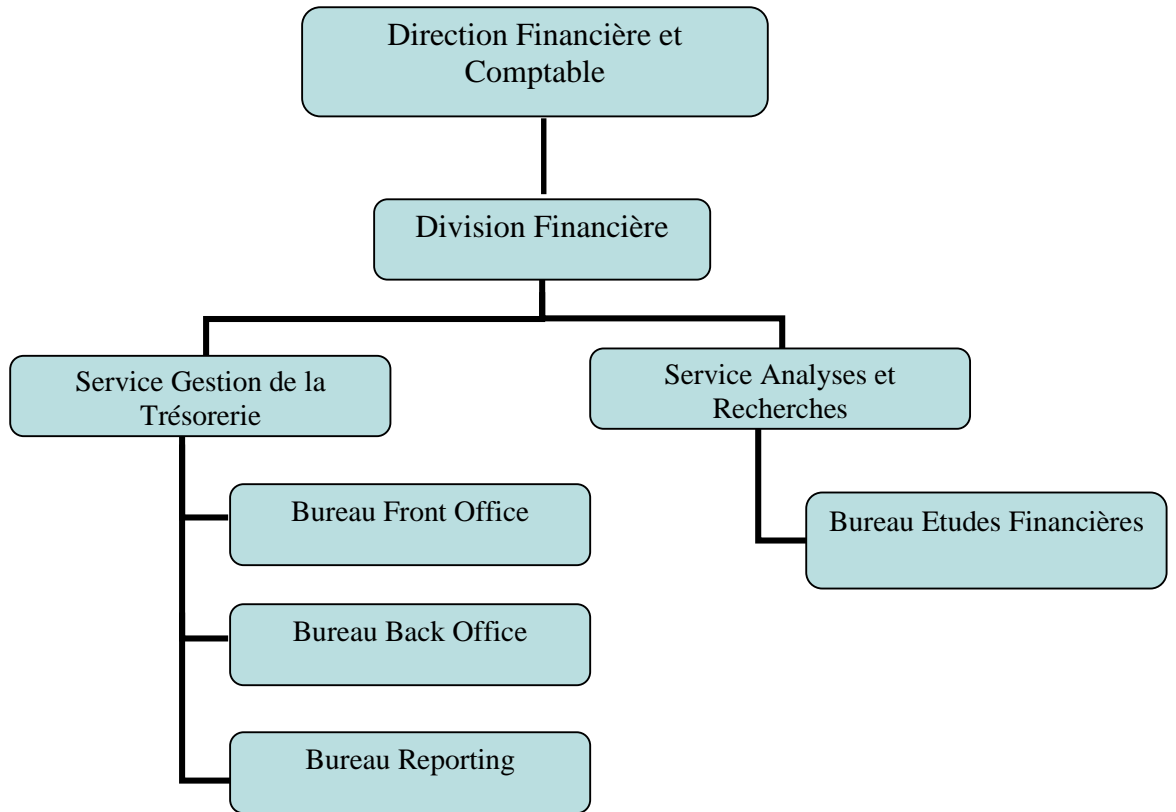 Direction Financière et
Comptable
Division Financière
Service Gestion de la
Trésorerie
Service Analyses et
Recherches
Bureau Front Office
Bureau Etudes Financières
Bureau Back Office
Bureau Reporting